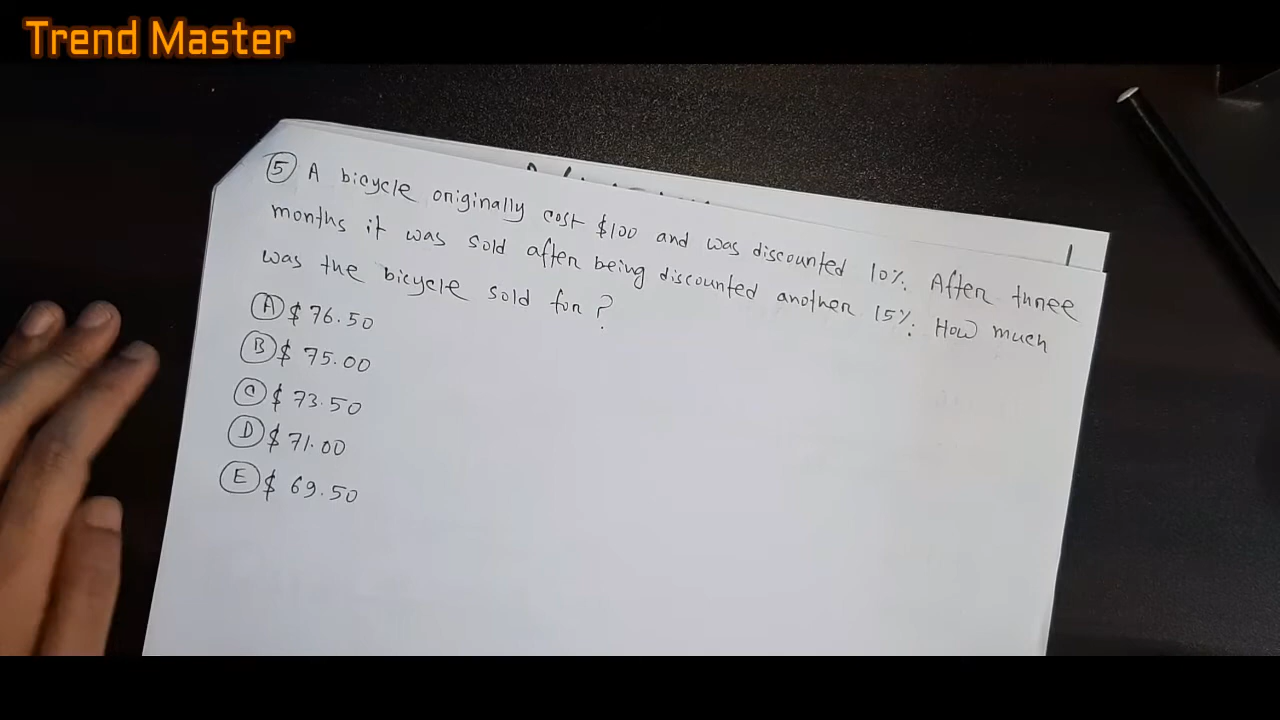 Trend Master
5 A bicycle originally cost $100 and was discounted 10%. After three
months it was sold after being discounted another 15%. How much
was the bicycle sold for?
A $ 76.50
B $ 75.00
C $ 73.50
D $ 71.00
E $ 69.50